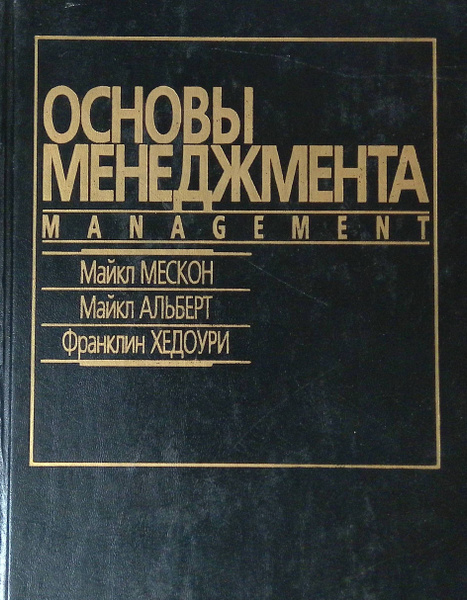 ОСНОВЫ
МЕНЕДЖМЕНТА
MANAGEMENT
Майкл МЕСКОН
Майкл АЛЬБЕРТ
Франклин ХЕДОУРИ